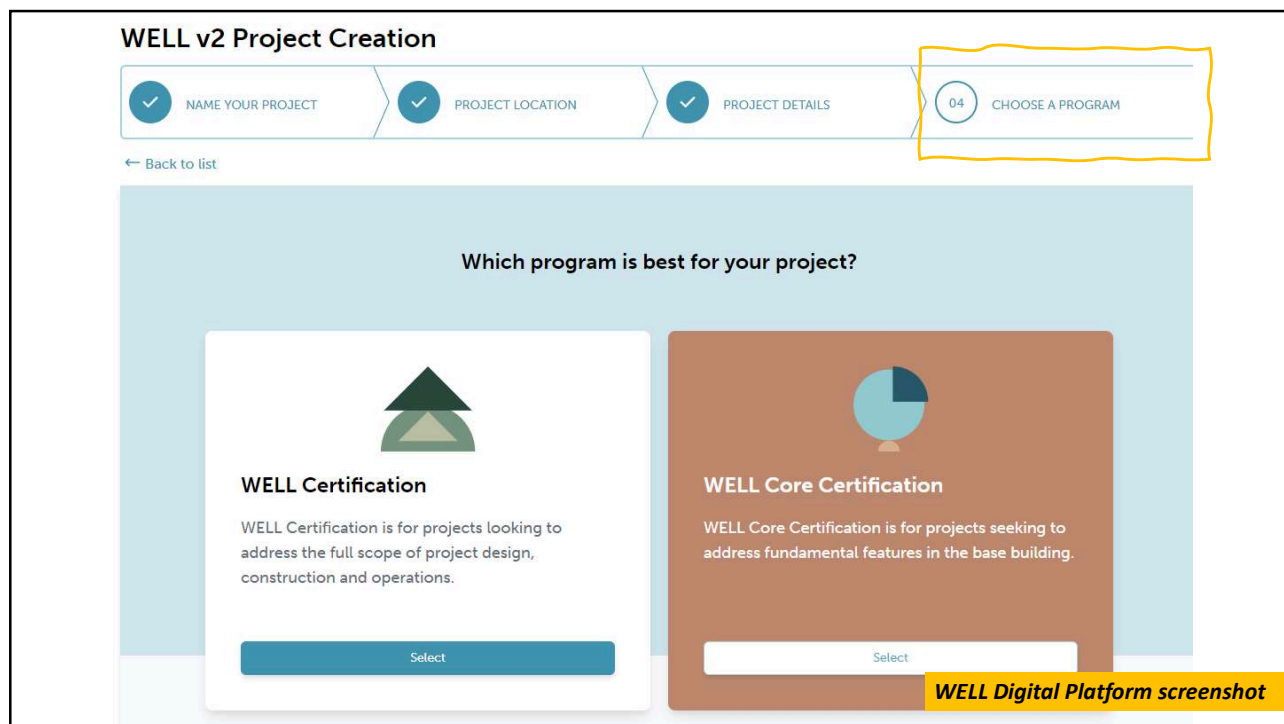 WELL v2 Project Creation
NAME YOUR PROJECT
PROJECT LOCATION
PROJECT DETAILS
04 CHOOSE A PROGRAM
← Back to list
Which program is best for your project?
WELL Certification
WELL Certification is for projects looking to
address the full scope of project design,
construction and operations.
Select
WELL Core Certification
WELL Core Certification is for projects seeking to
address fundamental features in the base building.
Select
WELL Digital Platform screenshot